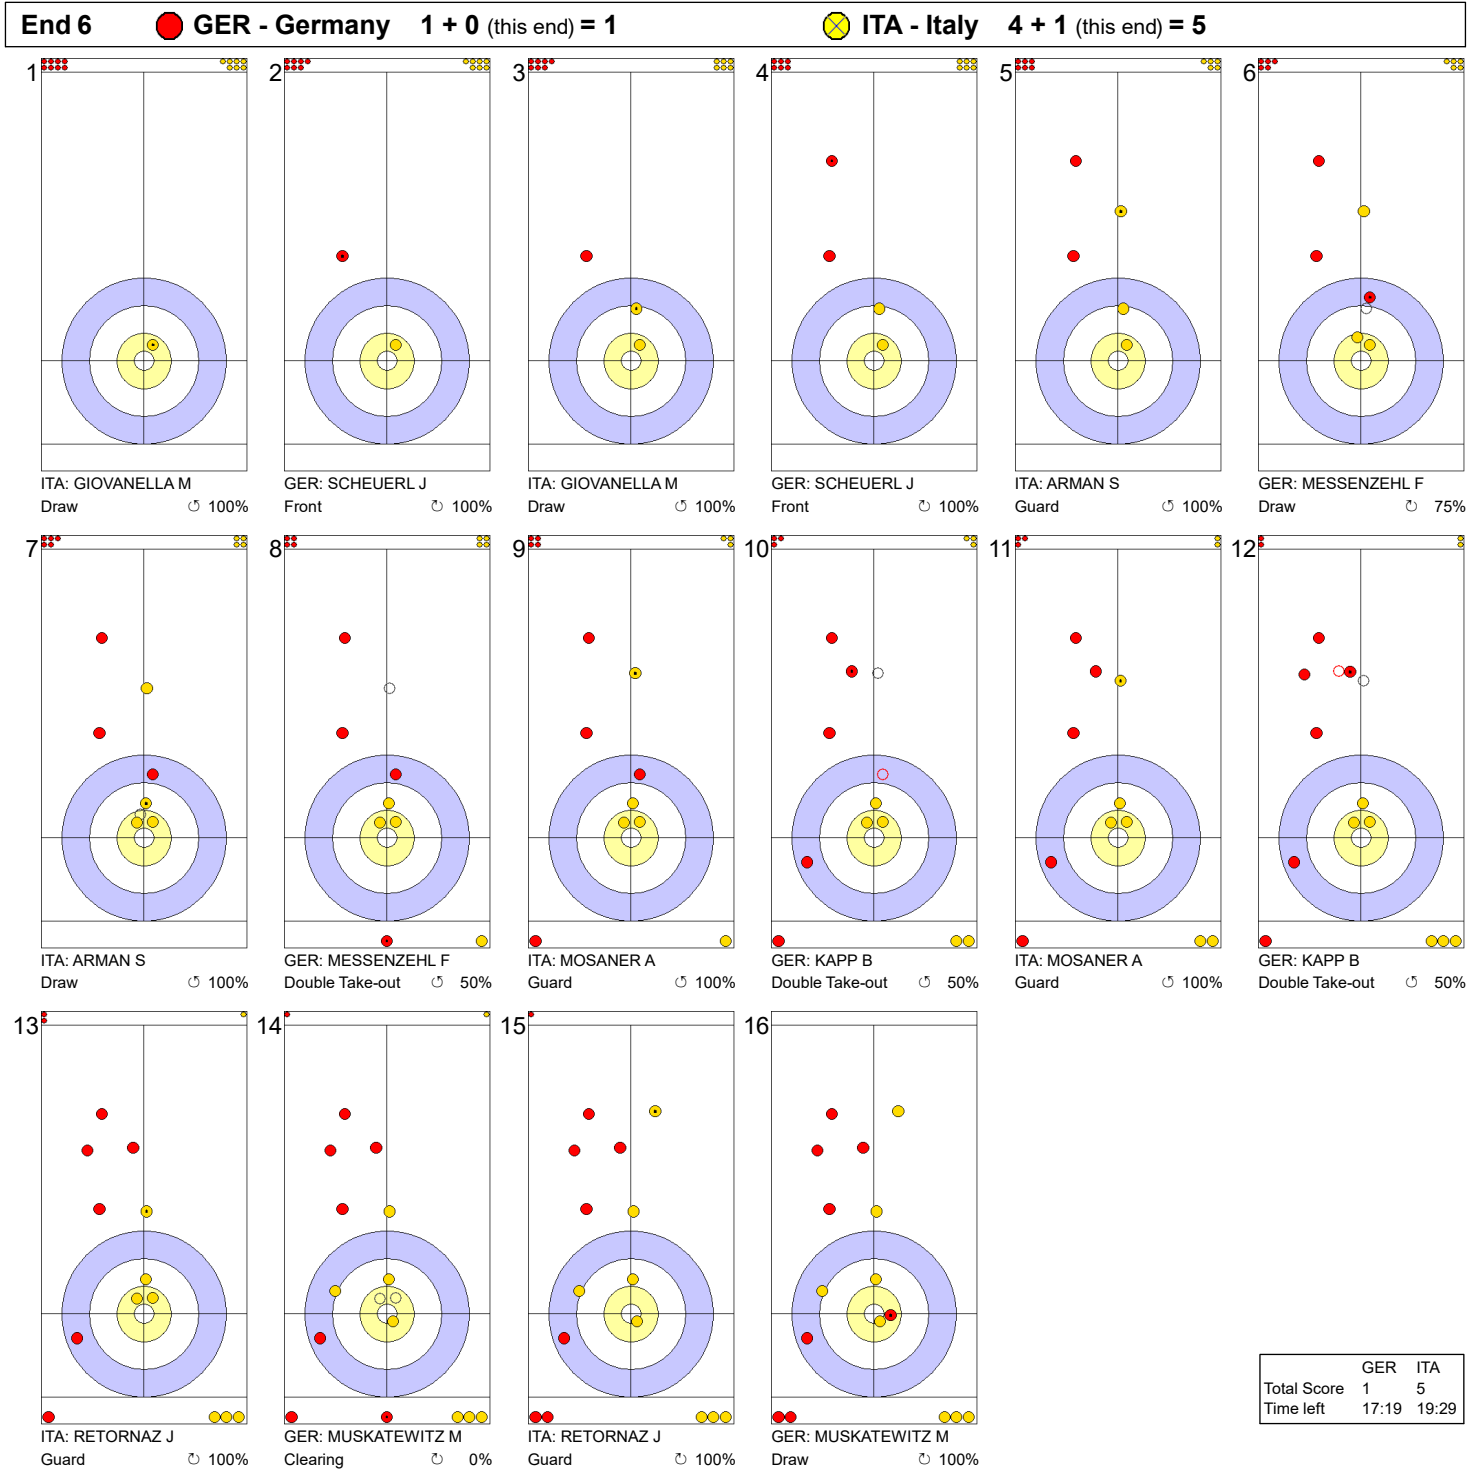 End 6 GER - Germany 1 + 0 (this end) = 1 ITA - Italy 4 + 1 (this end) = 5
1 2 3 4 5 6
ITA: GIOVANELLA M GER: SCHEUERL J ITA: GIOVANELLA M GER: SCHEUERL J ITA: ARMAN S GER: MESSENZEHL F
Draw ↺ 100% Front ↻ 100% Draw ↺ 100% Front ↻ 100% Guard ↺ 100% Draw ↻ 75%
7 8 9 10 11 12
ITA: ARMAN S GER: MESSENZEHL F ITA: MOSANER A GER: KAPP B ITA: MOSANER A GER: KAPP B
Draw ↺ 100% Double Take-out ↺ 50% Guard ↺ 100% Double Take-out ↺ 50% Guard ↺ 100% Double Take-out ↺ 50%
13 14 15 16
ITA: RETORNAZ J GER: MUSKATEWITZ M ITA: RETORNAZ J GER: MUSKATEWITZ M
Guard ↻ 100% Clearing ↻ 0% Guard ↻ 100% Draw ↻ 100%
GER ITA
Total Score 1 5
Time left 17:19 19:29